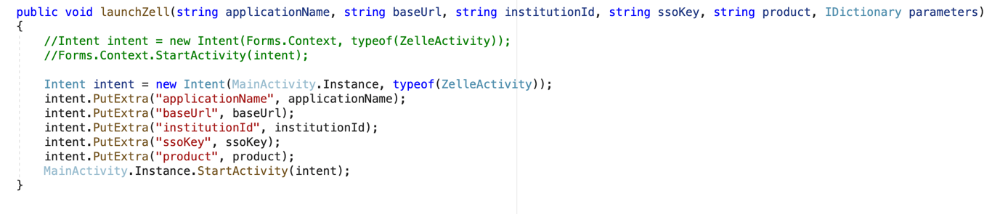 public void launchZell(string applicationName, string baseUrl, string institutionId, string ssoKey, string product, IDictionary parameters)
{
//Intent intent = new Intent(Forms.Context, typeof(ZelleActivity));
//Forms.Context.StartActivity(intent);
Intent intent = new Intent(MainActivity.Instance, typeof(ZelleActivity));
intent.PutExtra("applicationName", applicationName);
intent.PutExtra("baseUrl", baseUrl);
intent.PutExtra("institutionId", institutionId);
intent.PutExtra("ssoKey", ssoKey);
intent.PutExtra("product", product);
MainActivity.Instance.StartActivity(intent);
}